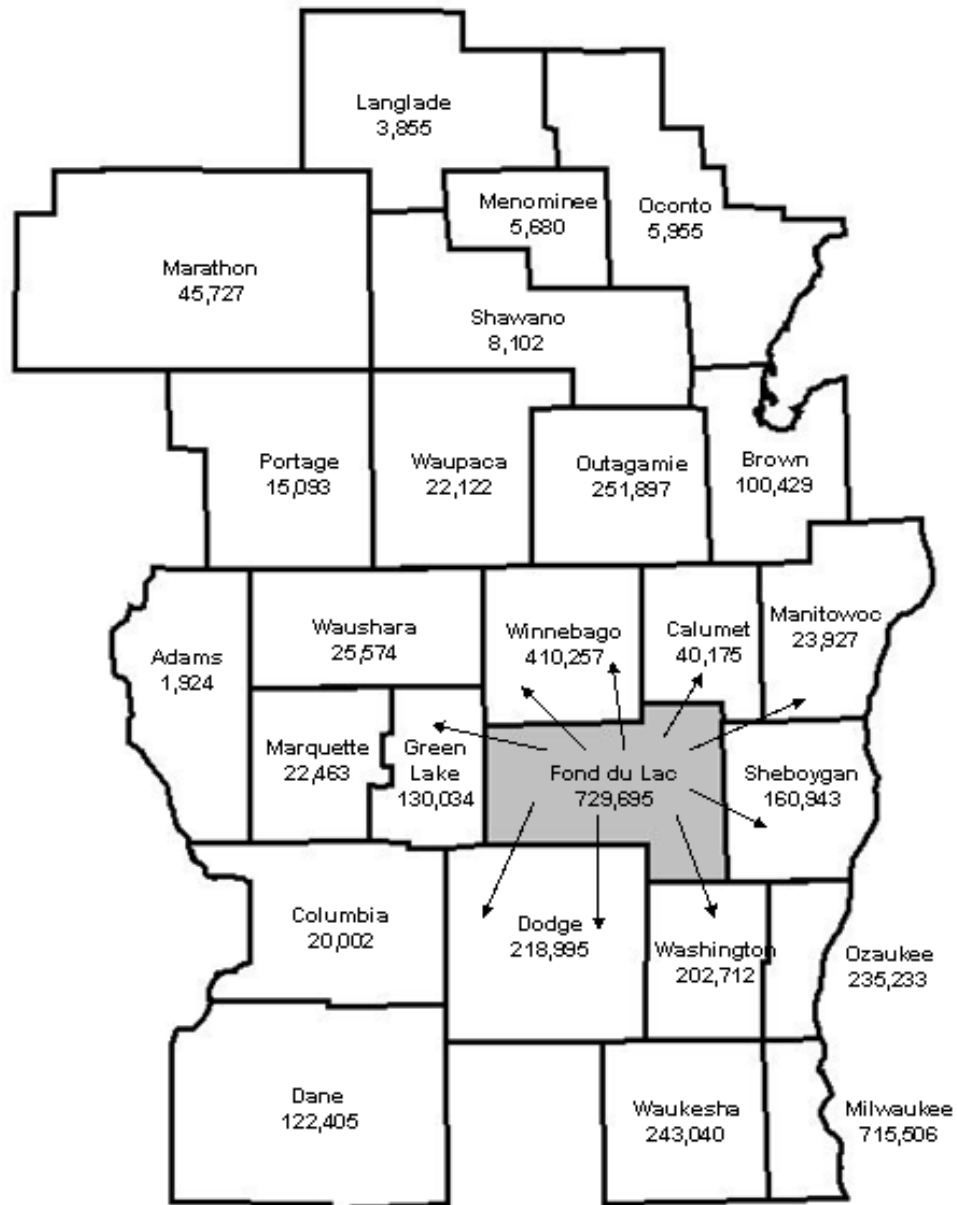 Langlade
3,855
Menominee
5,680
Oconto
5,955
Marathon
45,727
Shawano
8,102
Portage
15,093
Waupaca
22,122
Outagamie
251,897
Brown
100,429
Adams
1,924
Waushara
25,574
Winnebago
410,257
Calumet
40,175
Manitowoc
23,927
Marquette
22,463
Green
Lake
130,034
Fond du Lac
729,695
Sheboygan
160,943
Columbia
20,002
Dodge
218,995
Washington
202,712
Ozaukee
235,233
Dane
122,405
Waukesha
243,040
Milwaukee
715,506